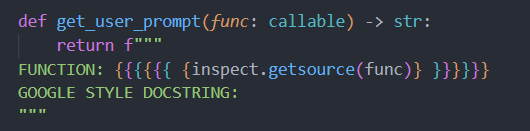 def get_user_prompt(func: callable) -> str:
    return f"""
FUNCTION: {{{{{{ {inspect.getsource(func)} }}}}}}
GOOGLE STYLE DOCSTRING:
"""